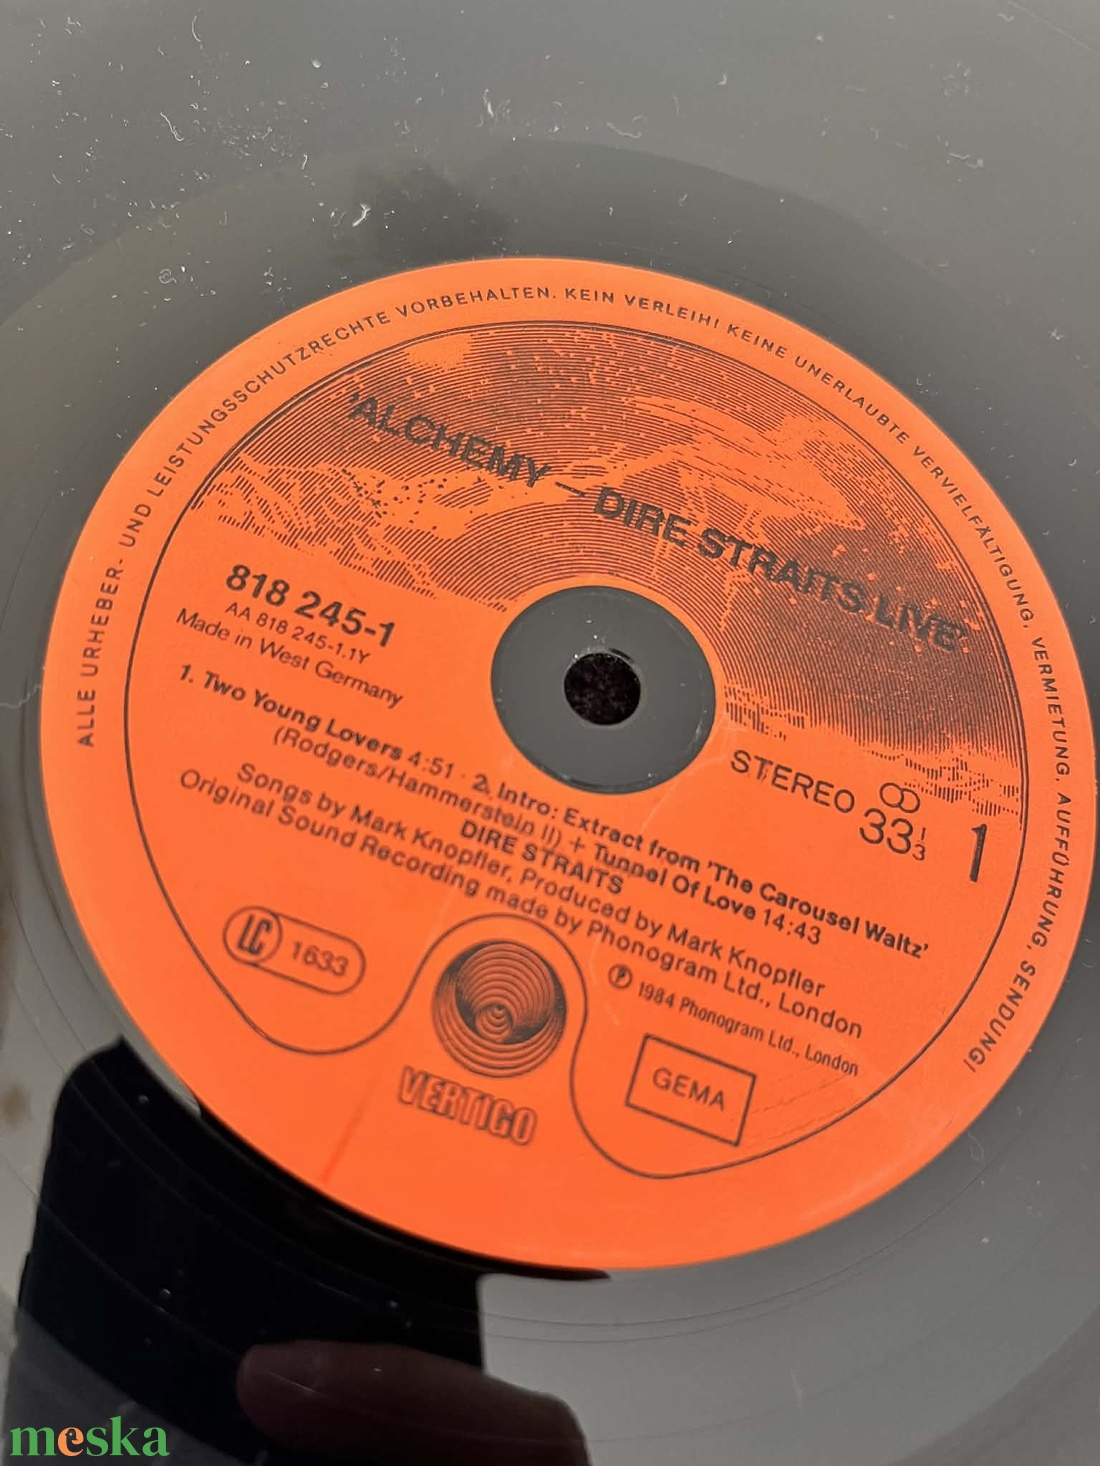 ALLE URHEBER- UND LEISTUNGSSCHUTZRECHTE VORBEHALTEN. KEIN VERLEIH! KEINE UNERLAUBTE VERVIELFÄLTIGUNG, VERMIETUNG, AUFFÜHRUNG, SENDUNG!
'ALCHEMY – DIRE STRAITS LIVE'
818 245-1
AA 818 245-1.1Y
Made in West Germany
STEREO
33 1/3
1
1. Two Young Lovers 4:51 · 2. Intro: Extract from 'The Carousel Waltz'
(Rodgers/Hammerstein II) + Tunnel Of Love 14:43
DIRE STRAITS
Songs by Mark Knopfler, Produced by Mark Knopfler
Original Sound Recording made by Phonogram Ltd., London
Ⓟ 1984 Phonogram Ltd., London
LC 1633
GEMA
VERTIGO
meska